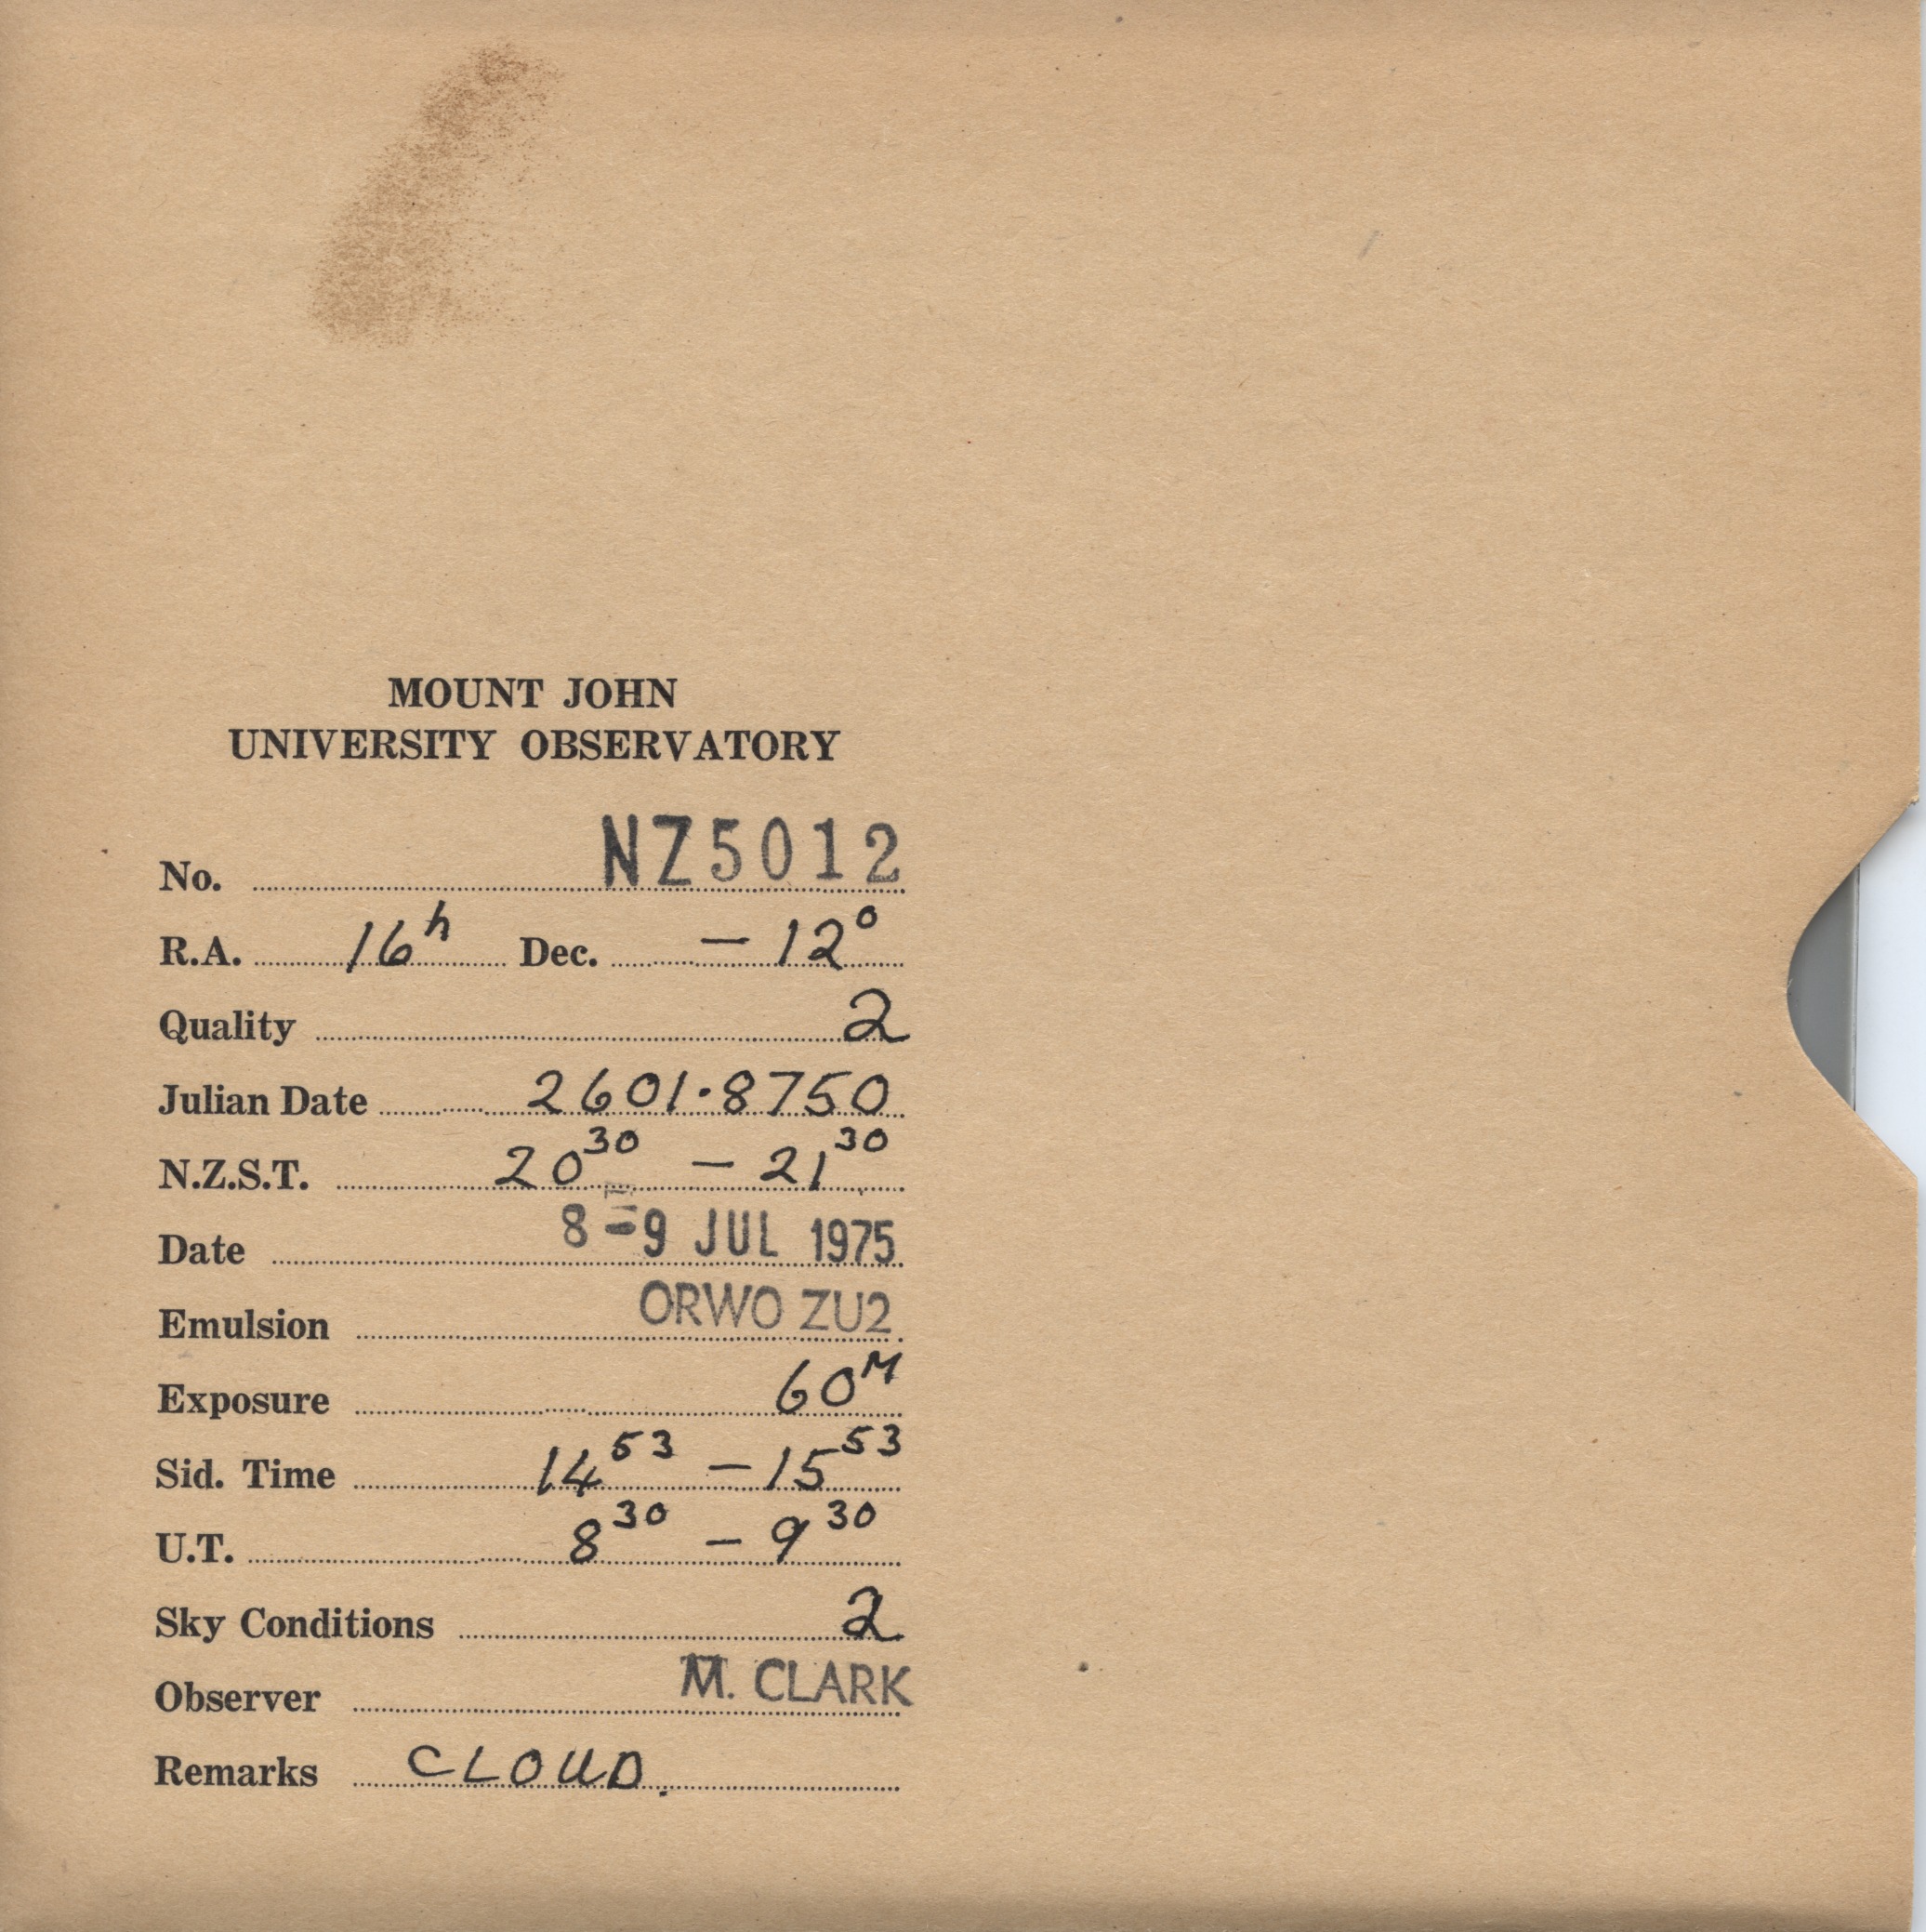 MOUNT JOHN
UNIVERSITY OBSERVATORY
No. NZ5012
R.A. 16h Dec. – 12°
Quality 2
Julian Date 2601.8750
N.Z.S.T. 20 30 – 21 30
Date 8–9 JUL 1975
Emulsion ORWO ZU2
Exposure 60M
Sid. Time 14 53 – 15 53
U.T. 8 30 – 9 30
Sky Conditions 2
Observer M. CLARK
Remarks CLOUD.